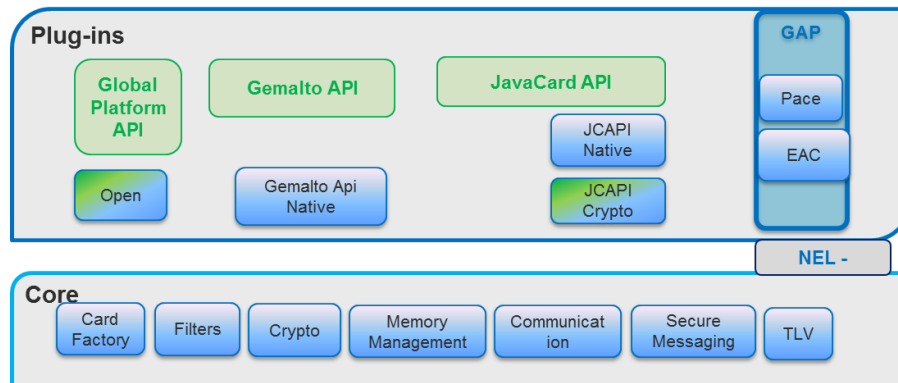 Plug-ins
GAP
Global
Platform
API
Gemalto API
JavaCard API
Pace
JCAPI
Native
EAC
Open
Gemalto Api
Native
JCAPI
Crypto
NEL -
Core
Card
Factory
Filters
Crypto
Memory
Management
Communicat
ion
Secure
Messaging
TLV